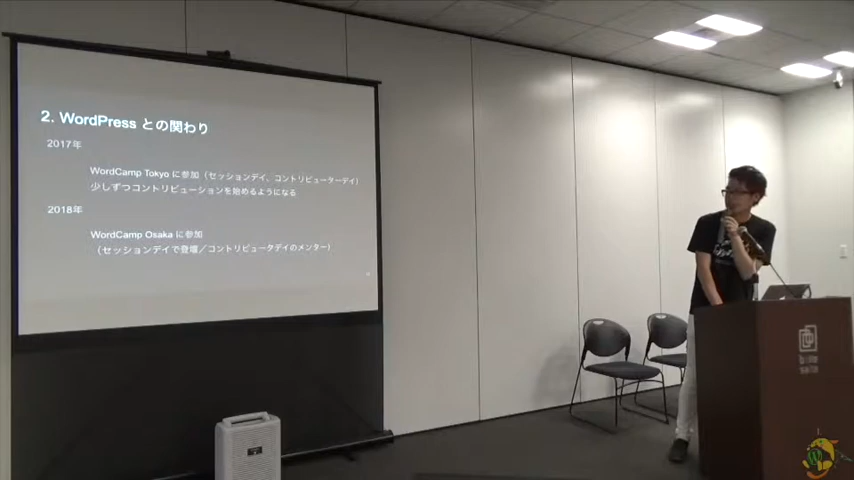 2. WordPress との関わり
2017年
WordCamp Tokyo に参加（セッションデイ、コントリビューターデイ）
少しずつコントリビューションを始めるようになる
2018年
WordCamp Osaka に参加
（セッションデイで登壇／コントリビュータデイのメンター）